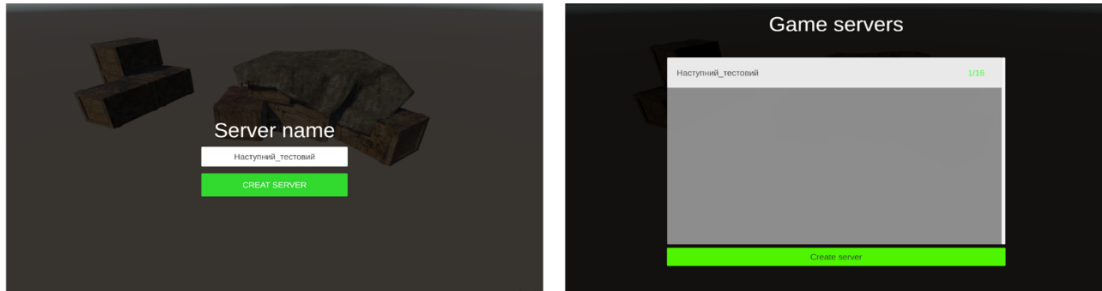 Server name
Наступний_тестовий
CREAT SERVER
Game servers
Наступний_тестовий 1/16
Create server